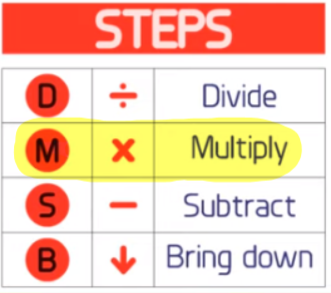 STEPS
D ÷ Divide
M × Multiply
S − Subtract
B ↓ Bring down